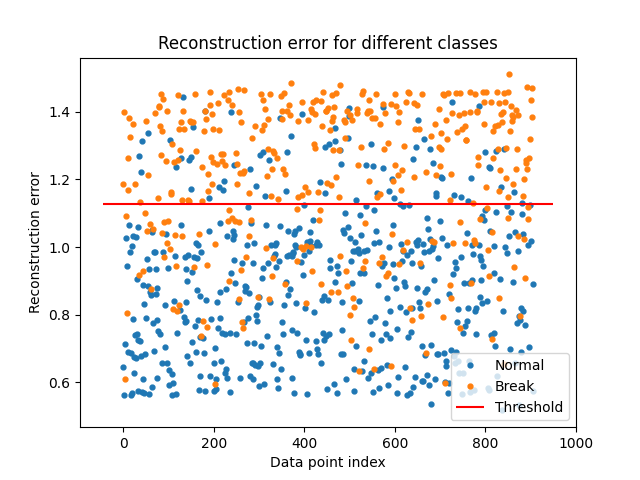 Reconstruction error for different classes
Reconstruction error
1.4
1.2
1.0
0.8
0.6
Normal
Break
Threshold
0
200
400
600
800
1000
Data point index